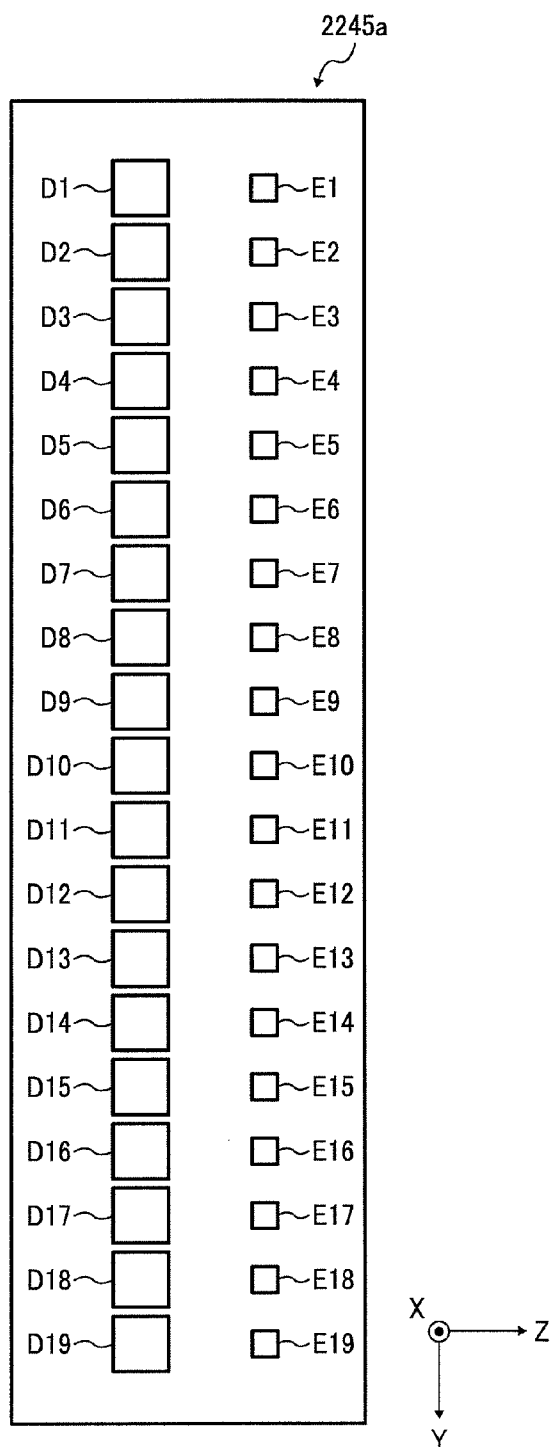 2245a
D1 E1
D2 E2
D3 E3
D4 E4
D5 E5
D6 E6
D7 E7
D8 E8
D9 E9
D10 E10
D11 E11
D12 E12
D13 E13
D14 E14
D15 E15
D16 E16
D17 E17
D18 E18
D19 E19
X Z
Y